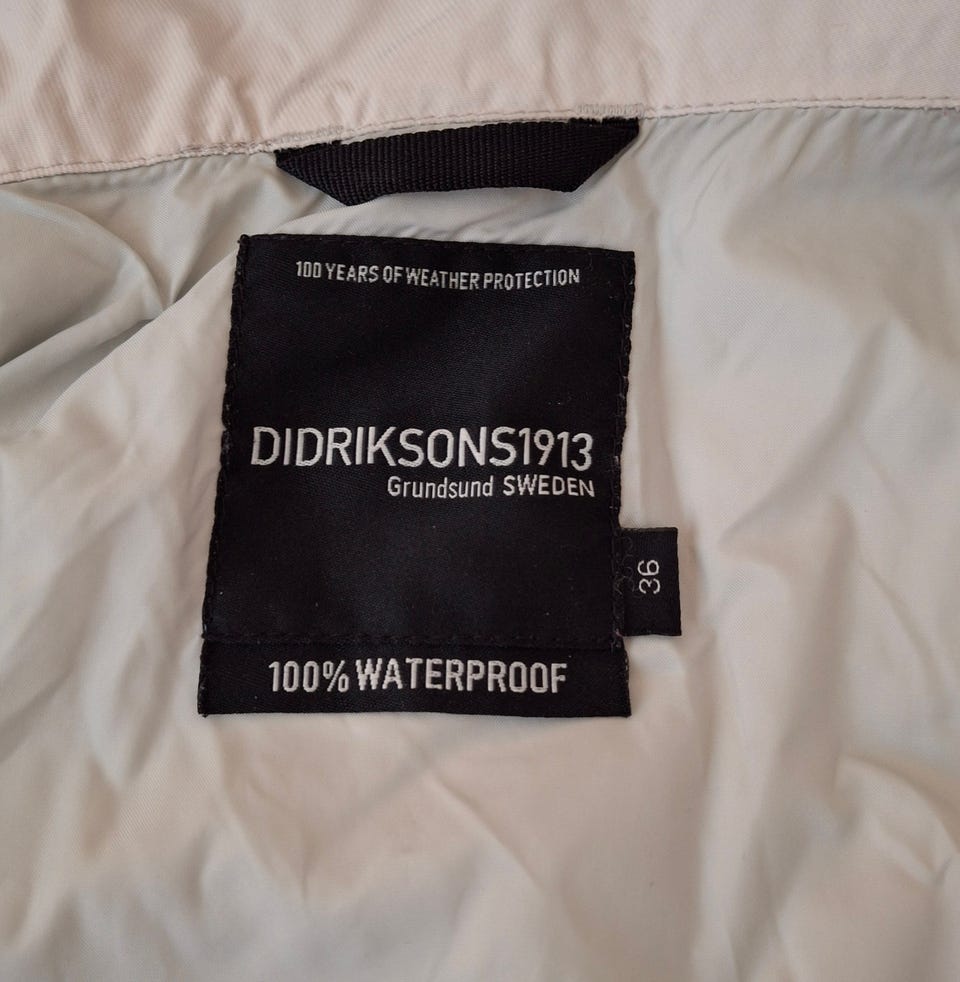 100 YEARS OF WEATHER PROTECTION
DIDRIKSONS1913
Grundsund SWEDEN
36
100% WATERPROOF